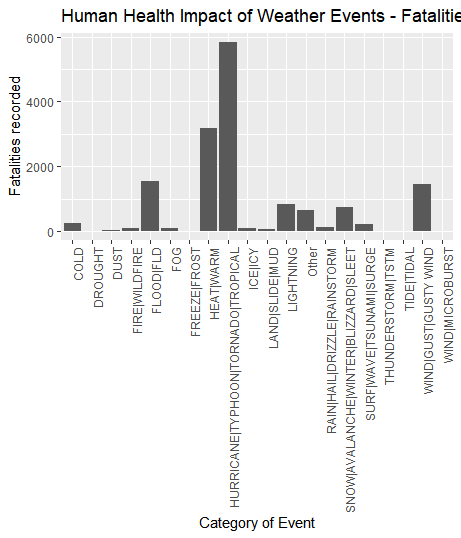 Human Health Impact of Weather Events - Fatalitie
Fatalities recorded
6000
4000
2000
0
COLD
DROUGHT
DUST
FIRE|WILDFIRE
FLOOD|FLD
FOG
FREEZE|FROST
HEAT|WARM
HURRICANE|TYPHOON|TORNADO|TROPICAL
ICE|ICY
LAND|SLIDE|MUD
LIGHTNING
Other
RAIN|HAIL|DRIZZLE|RAINSTORM
SNOW|AVALANCHE|WINTER|BLIZZARD|SLEET
SURF|WAVE|TSUNAMI|SURGE
THUNDERSTORM|TSTM
TIDE|TIDAL
WIND|GUST|GUSTY WIND
WIND|MICROBURST
Category of Event